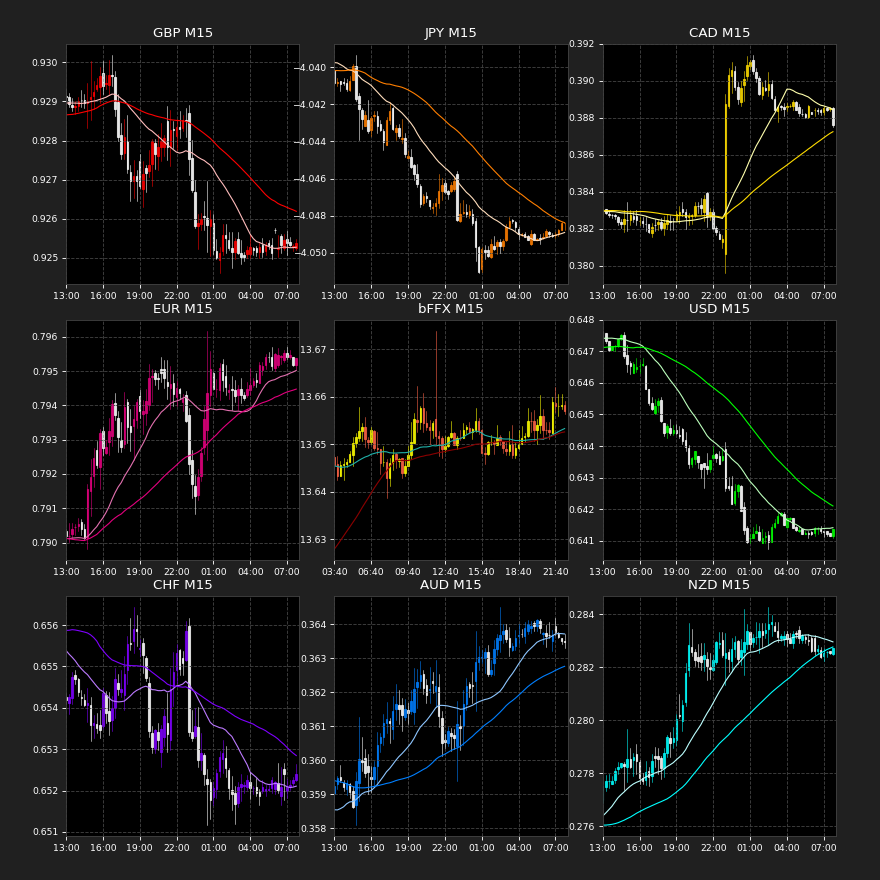 GBP M15 JPY M15 CAD M15
0.930 0.929 0.928 0.927 0.926 0.925
-4.040 -4.042 -4.044 -4.046 -4.048 -4.050
0.392 0.390 0.388 0.386 0.384 0.382 0.380
13:00 16:00 19:00 22:00 01:00 04:00 07:00
13:00 16:00 19:00 22:00 01:00 04:00 07:00
13:00 16:00 19:00 22:00 01:00 04:00 07:00
EUR M15 bFFX M15 USD M15
0.796 0.795 0.794 0.793 0.792 0.791 0.790
13.67 13.66 13.65 13.64 13.63
0.648 0.647 0.646 0.645 0.644 0.643 0.642 0.641
13:00 16:00 19:00 22:00 01:00 04:00 07:00
03:40 06:40 09:40 12:40 15:40 18:40 21:40
13:00 16:00 19:00 22:00 01:00 04:00 07:00
CHF M15 AUD M15 NZD M15
0.656 0.655 0.654 0.653 0.652 0.651
0.364 0.363 0.362 0.361 0.360 0.359 0.358
0.284 0.282 0.280 0.278 0.276
13:00 16:00 19:00 22:00 01:00 04:00 07:00
13:00 16:00 19:00 22:00 01:00 04:00 07:00
13:00 16:00 19:00 22:00 01:00 04:00 07:00